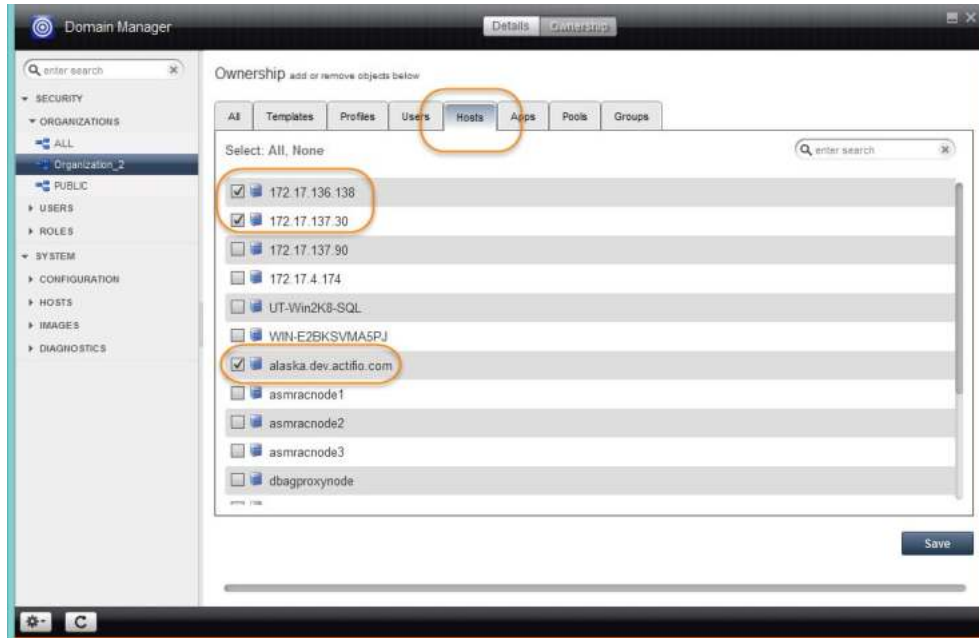 Domain Manager
Details Ownership
enter search
SECURITY
ORGANIZATIONS
ALL
Organization_2
PUBLIC
USERS
ROLES
SYSTEM
CONFIGURATION
HOSTS
IMAGES
DIAGNOSTICS
Ownership add or remove objects below
All Templates Profiles Users Hosts Apps Pools Groups
Select: All, None
enter search
172.17.136.138
172.17.137.30
172.17.137.90
172.17.4.174
UT-Win2K8-SQL
WIN-E2BKSVMA5PJ
alaska.dev.actifio.com
asmracnode1
asmracnode2
asmracnode3
dbagproxynode
Save